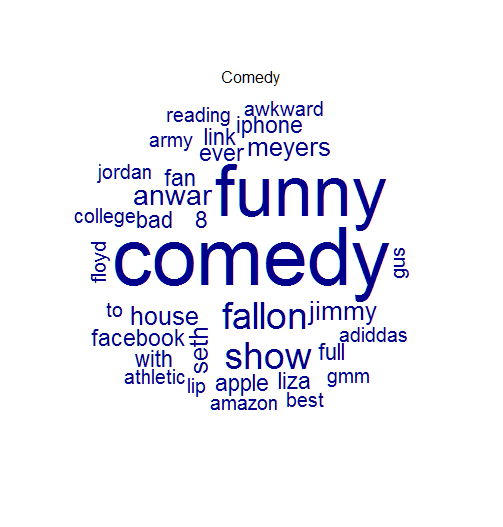 Comedy
reading awkward
army link iphone
ever meyers
jordan fan
anwar funny
college bad 8
floyd comedy gus
to house fallon jimmy
facebook seth adiddas
with show full
athletic lip apple liza gmm
amazon best